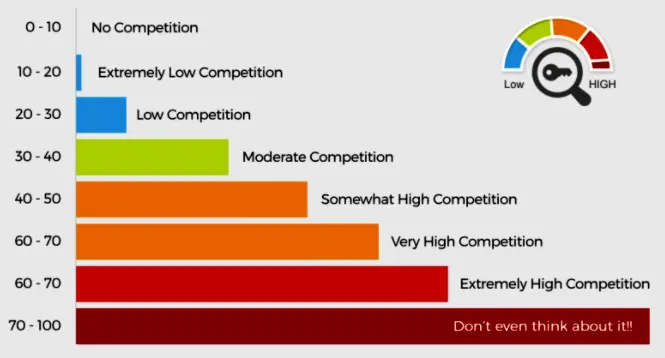 0 - 10 No Competition
10 - 20 Extremely Low Competition
20 - 30 Low Competition
30 - 40 Moderate Competition
40 - 50 Somewhat High Competition
60 - 70 Very High Competition
60 - 70 Extremely High Competition
70 - 100 Don't even think about it!!
Low HIGH